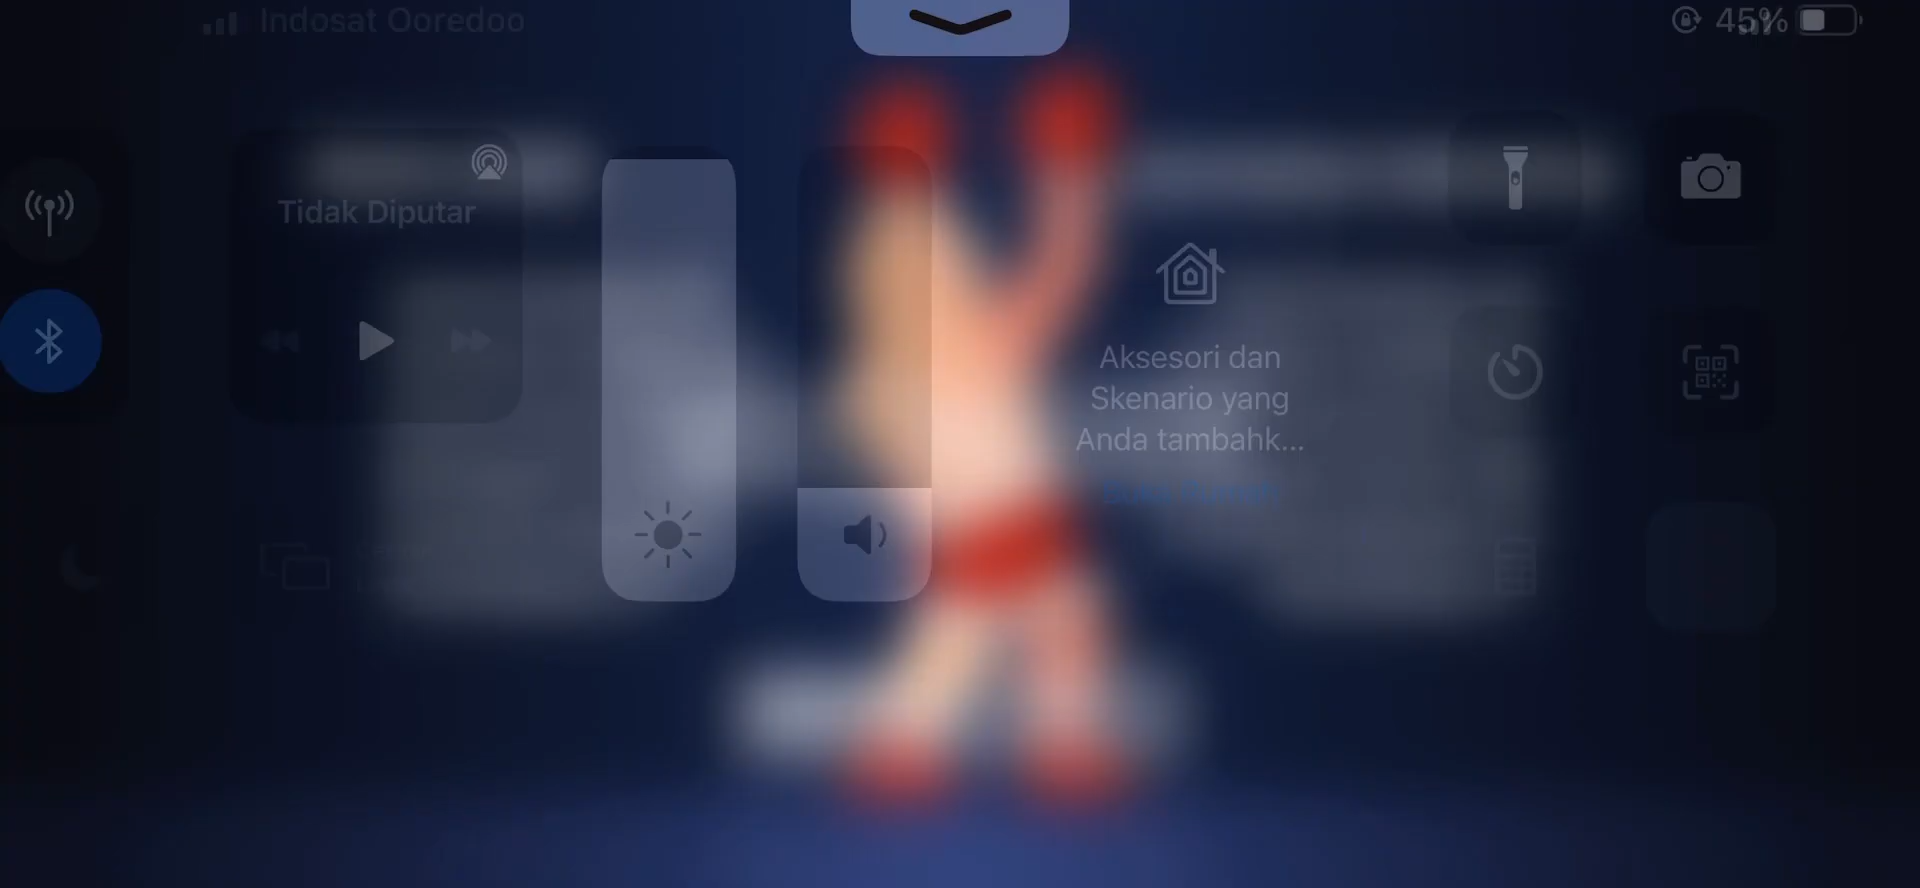 Indosat Ooredoo
45%
Tidak Diputar
Aksesori dan
Skenario yang
Anda tambahk...